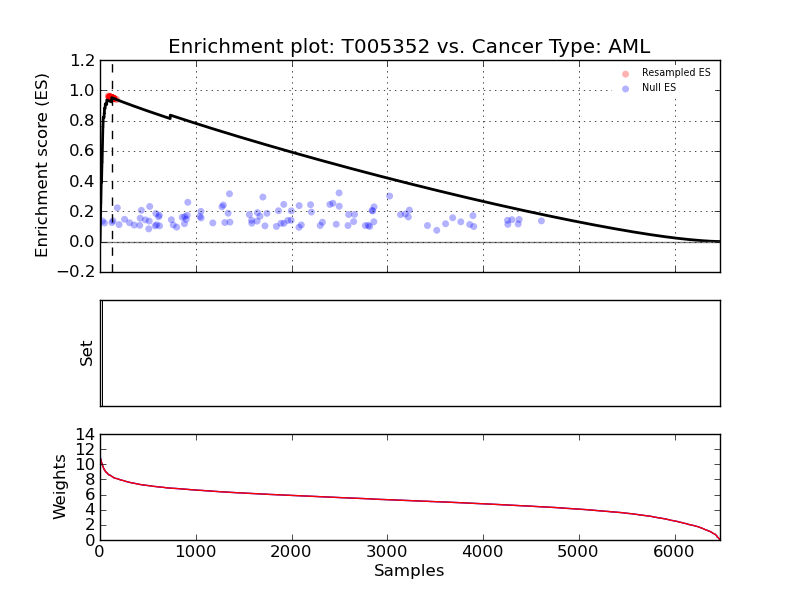 Enrichment plot: T005352 vs. Cancer Type: AML
Enrichment score (ES)
1.2
1.0
0.8
0.6
0.4
0.2
0.0
−0.2
Resampled ES
Null ES
Set
Weights
14
12
10
8
6
4
2
0
0 1000 2000 3000 4000 5000 6000
Samples